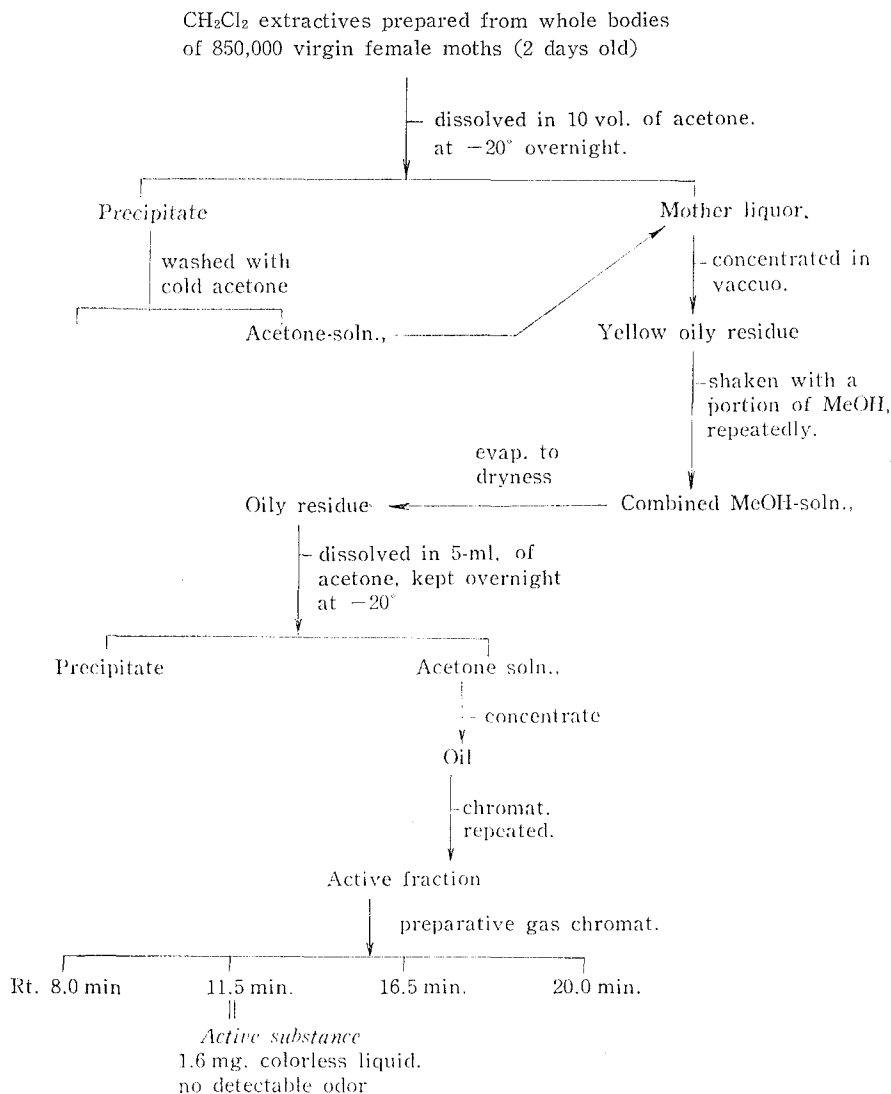 CH₂Cl₂ extractives prepared from whole bodies
of 850,000 virgin female moths (2 days old)
dissolved in 10 vol. of acetone.
at −20° overnight.
Precipitate
Mother liquor.
washed with
cold acetone
concentrated in
vaccuo.
Acetone-soln.,
Yellow oily residue
shaken with a
portion of MeOH,
repeatedly.
evap. to
dryness
Oily residue
Combined MeOH-soln.,
dissolved in 5-ml. of
acetone, kept overnight
at −20°
Precipitate
Acetone soln.,
concentrate
Oil
chromat.
repeated.
Active fraction
preparative gas chromat.
Rt. 8.0 min 11.5 min. 16.5 min. 20.0 min.
Active substance
1.6 mg. colorless liquid.
no detectable odor